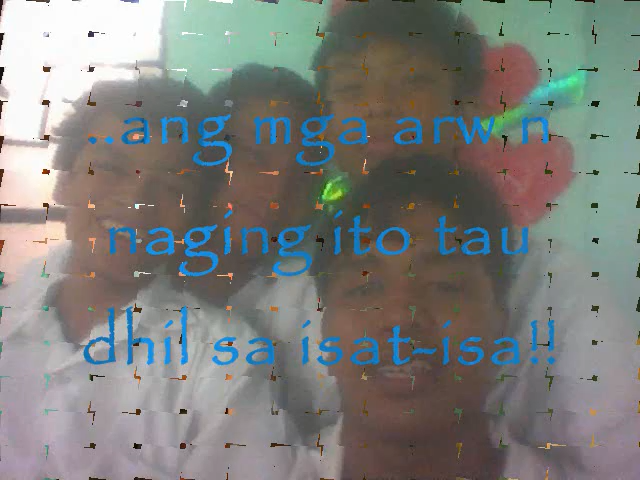 ..ang mga arw n
naging ito tau
dhil sa isat-isa!!